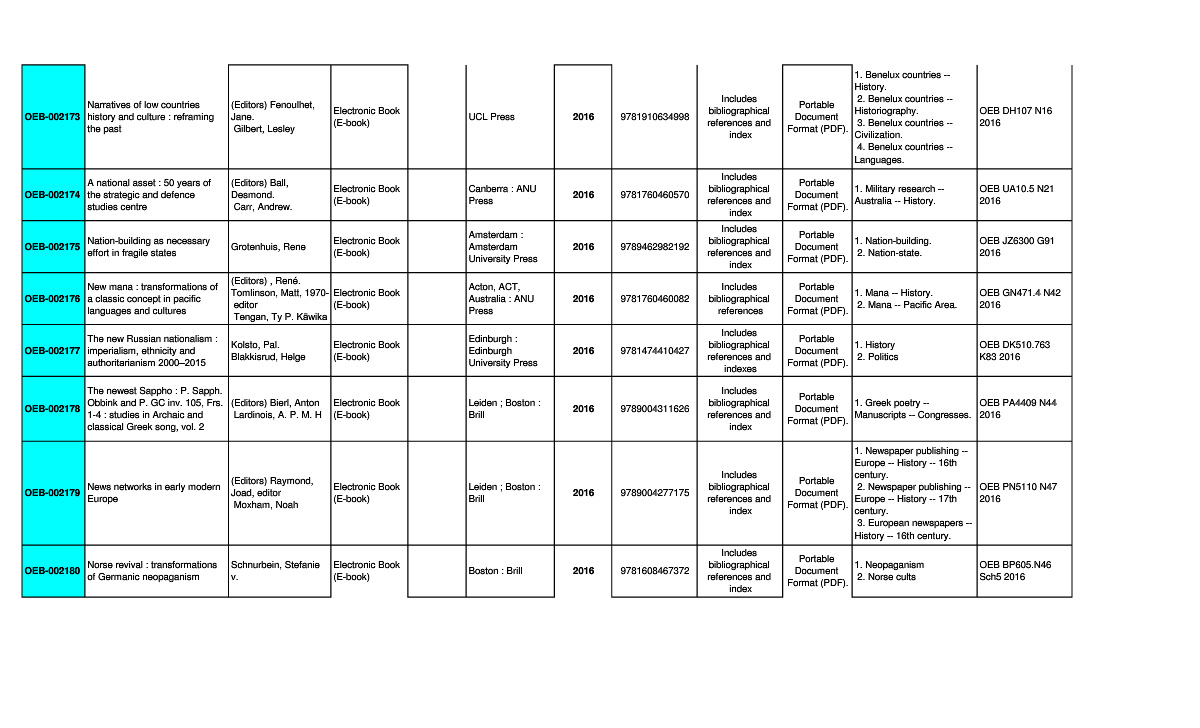 OEB-002173
Narratives of low countries
history and culture : reframing
the past
(Editors) Fenoulhet,
Jane.
Gilbert, Lesley
Electronic Book
(E-book)
UCL Press
2016
9781910634998
Includes
bibliographical
references and
index
Portable
Document
Format (PDF).
1. Benelux countries --
History.
2. Benelux countries --
Historiography.
3. Benelux countries --
Civilization.
4. Benelux countries --
Languages.
OEB DH107 N16
2016
OEB-002174
A national asset : 50 years of
the strategic and defence
studies centre
(Editors) Ball,
Desmond.
Carr, Andrew.
Electronic Book
(E-book)
Canberra : ANU
Press
2016
9781760460570
Includes
bibliographical
references and
index
Portable
Document
Format (PDF).
1. Military research --
Australia -- History.
OEB UA10.5 N21
2016
OEB-002175
Nation-building as necessary
effort in fragile states
Grotenhuis, Rene
Electronic Book
(E-book)
Amsterdam :
Amsterdam
University Press
2016
9789462982192
Includes
bibliographical
references and
index
Portable
Document
Format (PDF).
1. Nation-building.
2. Nation-state.
OEB JZ6300 G91
2016
OEB-002176
New mana : transformations of
a classic concept in pacific
languages and cultures
(Editors) , René.
Tomlinson, Matt, 1970-
editor
Tengan, Ty P. Kāwika
Electronic Book
(E-book)
Acton, ACT,
Australia : ANU
Press
2016
9781760460082
Includes
bibliographical
references
Portable
Document
Format (PDF).
1. Mana -- History.
2. Mana -- Pacific Area.
OEB GN471.4 N42
2016
OEB-002177
The new Russian nationalism :
imperialism, ethnicity and
authoritarianism 2000–2015
Kolsto, Pal.
Blakkisrud, Helge
Electronic Book
(E-book)
Edinburgh :
Edinburgh
University Press
2016
9781474410427
Includes
bibliographical
references and
indexes
Portable
Document
Format (PDF).
1. History
2. Politics
OEB DK510.763
K83 2016
OEB-002178
The newest Sappho : P. Sapph.
Obbink and P. GC inv. 105, Frs.
1-4 : studies in Archaic and
classical Greek song, vol. 2
(Editors) Bierl, Anton
Lardinois, A. P. M. H
Electronic Book
(E-book)
Leiden ; Boston :
Brill
2016
9789004311626
Includes
bibliographical
references and
index
Portable
Document
Format (PDF).
1. Greek poetry --
Manuscripts -- Congresses.
OEB PA4409 N44
2016
OEB-002179
News networks in early modern
Europe
(Editors) Raymond,
Joad, editor
Moxham, Noah
Electronic Book
(E-book)
Leiden ; Boston :
Brill
2016
9789004277175
Includes
bibliographical
references and
index
Portable
Document
Format (PDF).
1. Newspaper publishing --
Europe -- History -- 16th
century.
2. Newspaper publishing --
Europe -- History -- 17th
century.
3. European newspapers --
History -- 16th century.
OEB PN5110 N47
2016
OEB-002180
Norse revival : transformations
of Germanic neopaganism
Schnurbein, Stefanie
v.
Electronic Book
(E-book)
Boston : Brill
2016
9781608467372
Includes
bibliographical
references and
index
Portable
Document
Format (PDF).
1. Neopaganism
2. Norse cults
OEB BP605.N46
Sch5 2016